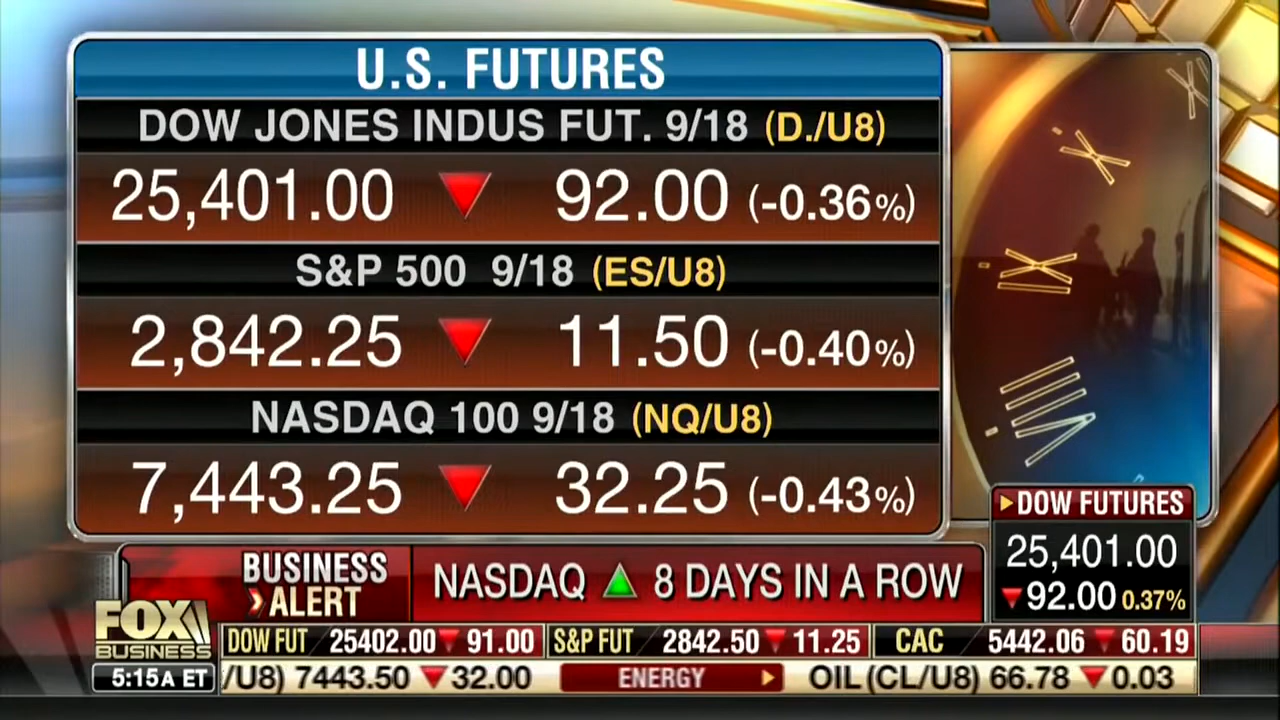 U.S. FUTURES
DOW JONES INDUS FUT. 9/18 (D./U8)
25,401.00 ▼ 92.00 (-0.36%)
S&P 500 9/18 (ES/U8)
2,842.25 ▼ 11.50 (-0.40%)
NASDAQ 100 9/18 (NQ/U8)
7,443.25 ▼ 32.25 (-0.43%)
IX
X
XI
VIII
DOW FUTURES
25,401.00
▼92.00 0.37%
BUSINESS
ALERT
NASDAQ ▲ 8 DAYS IN A ROW
FOX
BUSINESS
DOW FUT 25402.00 ▼ 91.00 S&P FUT 2842.50 ▼ 11.25 CAC 5442.06 ▼ 60.19
5:15A ET
/U8) 7443.50 ▼32.00 ENERGY OIL (CL/U8) 66.78 ▼0.03